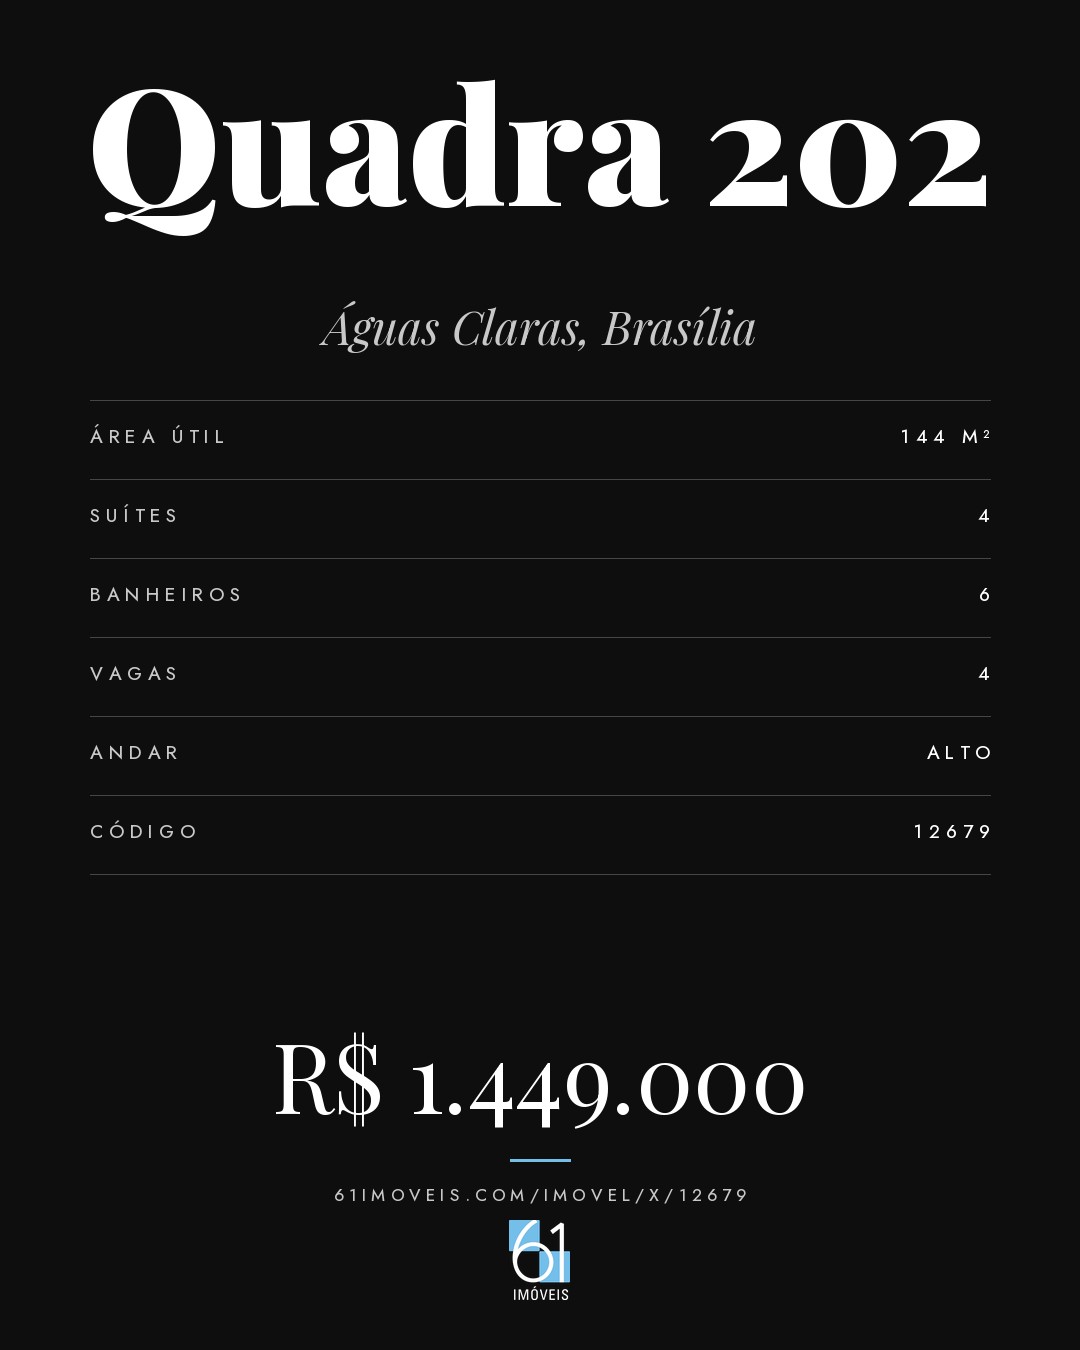 Quadra 202
Águas Claras, Brasília
ÁREA ÚTIL 144 M²
SUÍTES 4
BANHEIROS 6
VAGAS 4
ANDAR ALTO
CÓDIGO 12679
R$ 1.449.000
61IMOVEIS.COM/IMOVEL/X/12679
61
IMÓVEIS